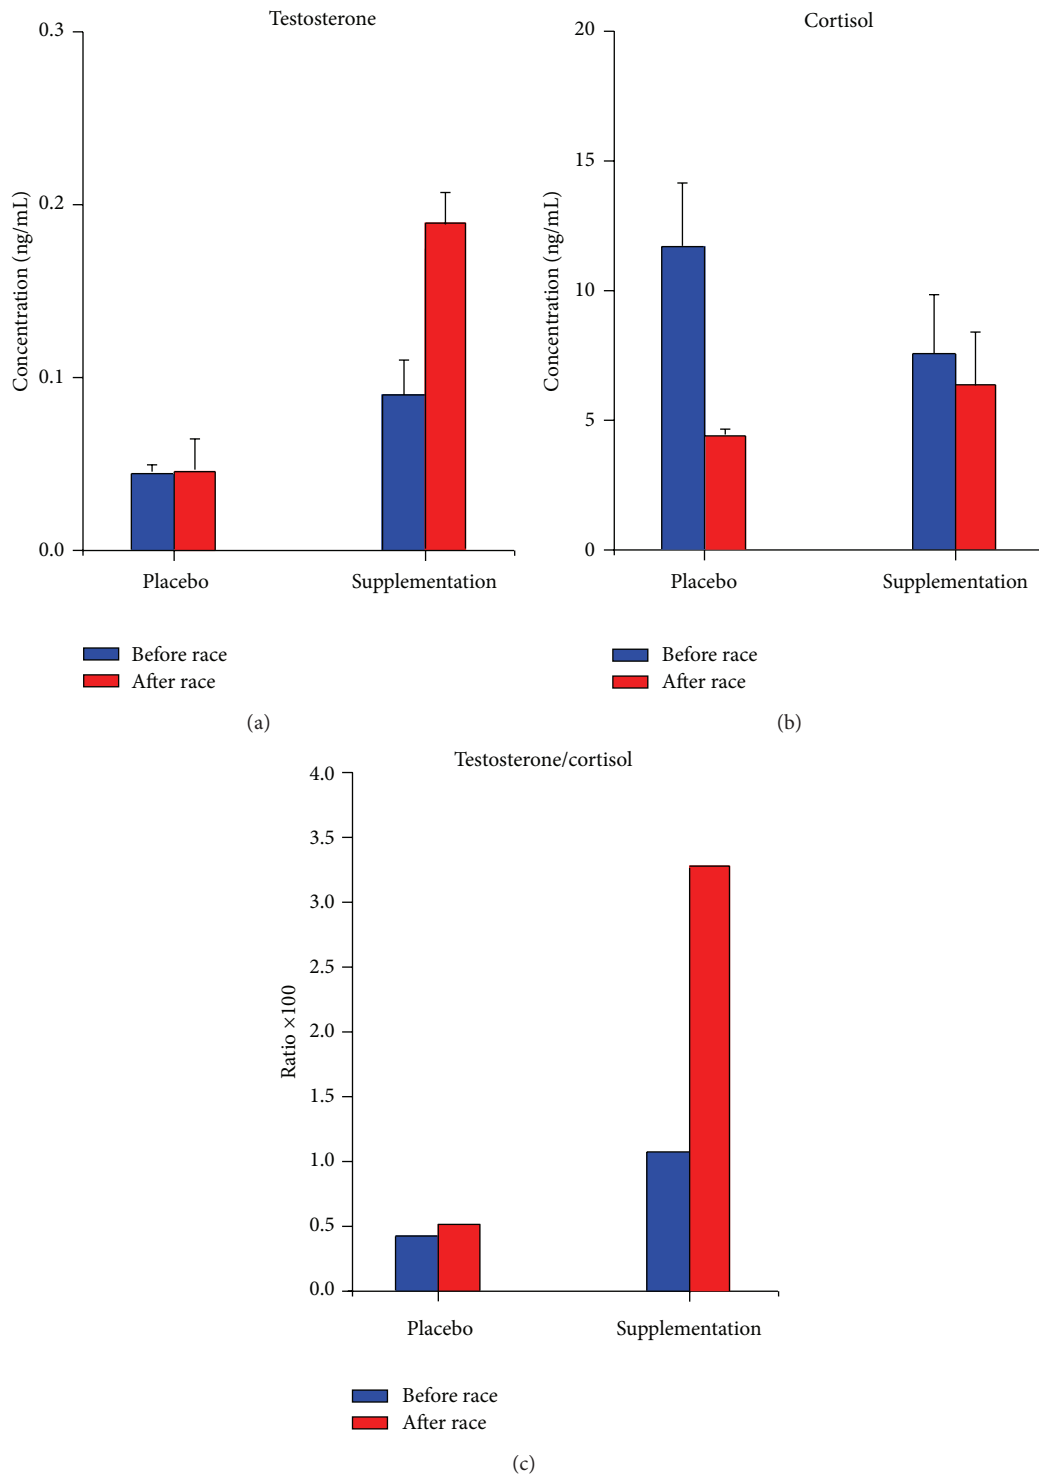 Testosterone
0.3
0.2
0.1
0.0
Concentration (ng/mL)
Placebo
Supplementation
Before race
After race
(a)
Cortisol
20
15
10
5
0
Concentration (ng/mL)
Placebo
Supplementation
Before race
After race
(b)
Testosterone/cortisol
4.0
3.5
3.0
2.5
2.0
1.5
1.0
0.5
0.0
Ratio ×100
Placebo
Supplementation
Before race
After race
(c)